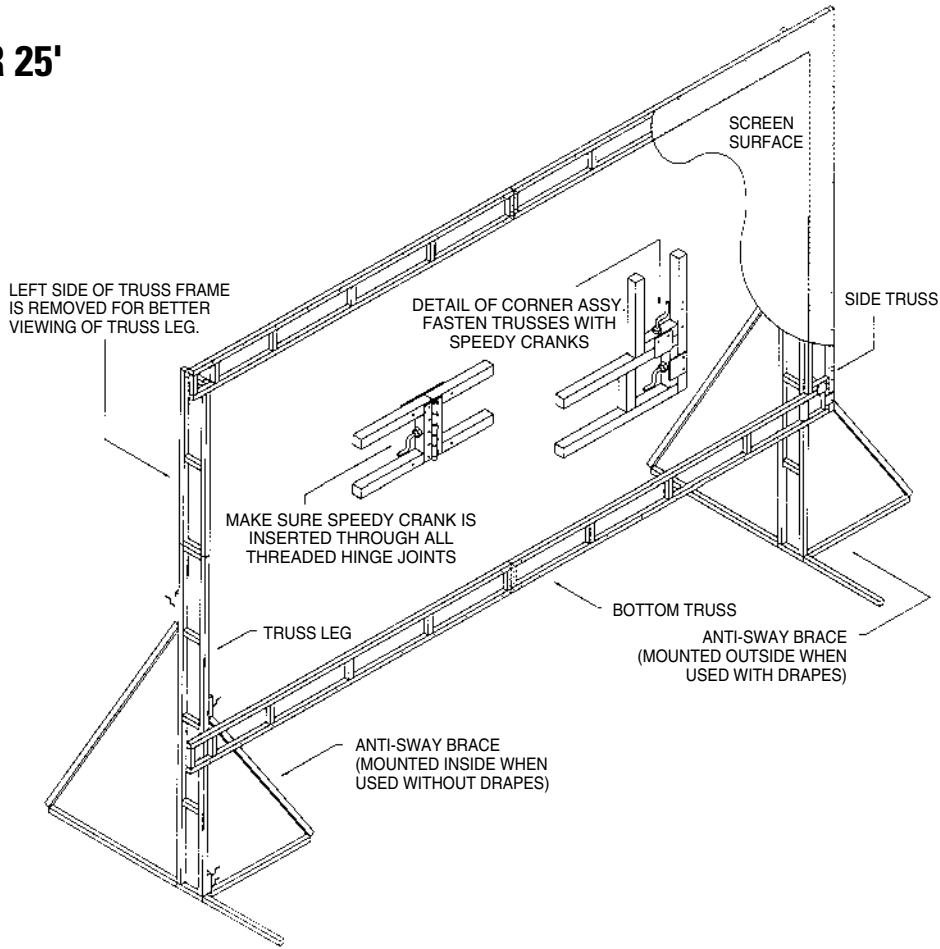 R 25'
SCREEN
SURFACE
LEFT SIDE OF TRUSS FRAME
IS REMOVED FOR BETTER
VIEWING OF TRUSS LEG.
DETAIL OF CORNER ASSY.
FASTEN TRUSSES WITH
SPEEDY CRANKS
SIDE TRUSS
MAKE SURE SPEEDY CRANK IS
INSERTED THROUGH ALL
THREADED HINGE JOINTS
BOTTOM TRUSS
TRUSS LEG
ANTI-SWAY BRACE
(MOUNTED OUTSIDE WHEN
USED WITH DRAPES)
ANTI-SWAY BRACE
(MOUNTED INSIDE WHEN
USED WITHOUT DRAPES)